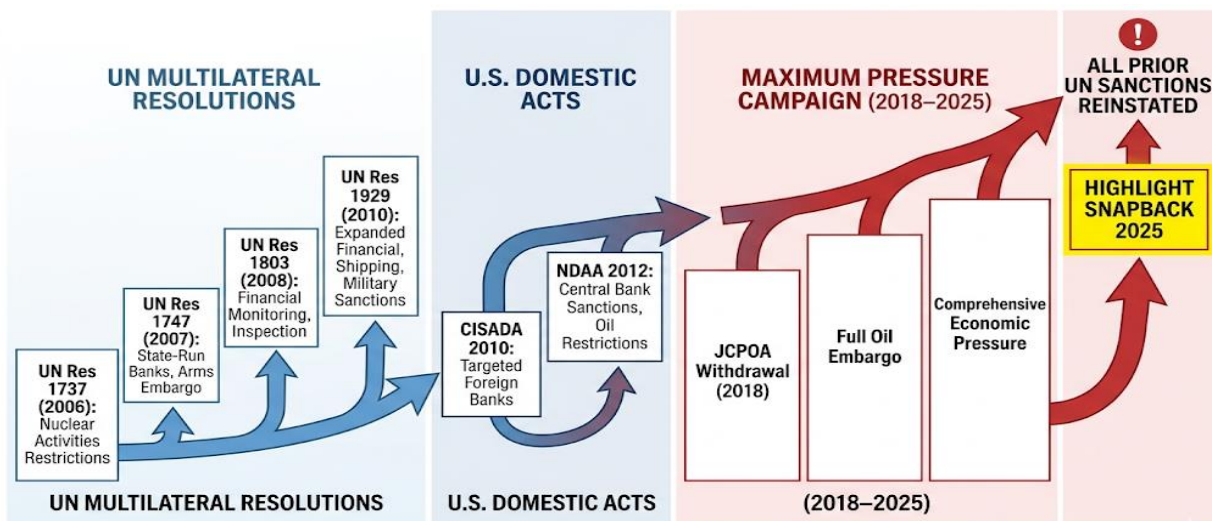 UN MULTILATERAL
RESOLUTIONS
UN Res
1737
(2006):
Nuclear
Activities
Restrictions
UN Res
1747
(2007):
State-Run
Banks, Arms
Embargo
UN Res
1803
(2008):
Financial
Monitoring,
Inspection
UN Res
1929
(2010):
Expanded
Financial,
Shipping,
Military
Sanctions
UN MULTILATERAL RESOLUTIONS
U.S. DOMESTIC
ACTS
CISADA
2010:
Targeted
Foreign
Banks
NDAA 2012:
Central Bank
Sanctions,
Oil
Restrictions
U.S. DOMESTIC ACTS
MAXIMUM PRESSURE
CAMPAIGN (2018–2025)
JCPOA
Withdrawal
(2018)
Full Oil
Embargo
Comprehensive
Economic
Pressure
(2018–2025)
!
ALL PRIOR
UN SANCTIONS
REINSTATED
HIGHLIGHT
SNAPBACK
2025